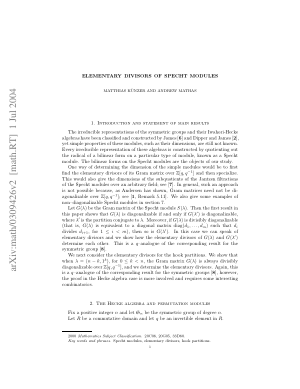 arXiv:math/0309426v2 [math.RT] 1 Jul 2004
ELEMENTARY DIVISORS OF SPECHT MODULES
MATTHIAS KÜNZER AND ANDREW MATHAS
1. Introduction and statement of main results
The irreducible representations of the symmetric groups and their Iwahori-Hecke
algebras have been classified and constructed by James [6] and Dipper and James [2],
yet simple properties of these modules, such as their dimensions, are still not known.
Every irreducible representation of these algebras is constructed by quotienting out
the radical of a bilinear form on a particular type of module, known as a Specht
module. The bilinear forms on the Specht modules are the objects of our study.
One way of determining the dimension of the simple modules would be to first
find the elementary divisors of its Gram matrix over ℤ[q, q⁻¹] and then specialize.
This would also give the dimensions of the subquotients of the Jantzen filtrations
of the Specht modules over an arbitrary field; see [7]. In general, such an approach
is not possible because, as Andersen has shown, Gram matrices need not be di-
agonalizable over ℤ[q, q⁻¹]; see [1, Remark 5.11]. We also give some examples of
non-diagonalizable Specht modules in section 7.
Let G(λ) be the Gram matrix of the Specht module S(λ). Then the first result in
this paper shows that G(λ) is diagonalizable if and only if G(λ′) is diagonalizable,
where λ′ is the partition conjugate to λ. Moreover, if G(λ) is divisibly diagonalizable
(that is, G(λ) is equivalent to a diagonal matrix diag(d₁, . . . , dₘ) such that dᵢ
divides dᵢ₊₁, for 1 ≤ i < m), then so is G(λ′). In this case we can speak of
elementary divisors and we show how the elementary divisors of G(λ) and G(λ′)
determine each other. This is a q-analogue of the corresponding result for the
symmetric group [8].
We next consider the elementary divisors for the hook partitions. We show that
when λ = (n − k, 1ᵏ), for 0 ≤ k < n, the Gram matrix G(λ) is always divisibly
diagonalizable over ℤ[q, q⁻¹], and we determine the elementary divisors. Again, this
is a q-analogue of the corresponding result for the symmetric groups [8]; however,
the proof in the Hecke algebra case is more involved and requires some interesting
combinatorics.
2. The Hecke algebra and permutation modules
For a positive integer n let 𝔖ₙ be the symmetric group of degree n.
Let R be a commutative domain and let q be an invertible element in R.
2000 Mathematics Subject Classification.
Key words and phrases. Specht modules, elementary divisors, hook partitions.
1